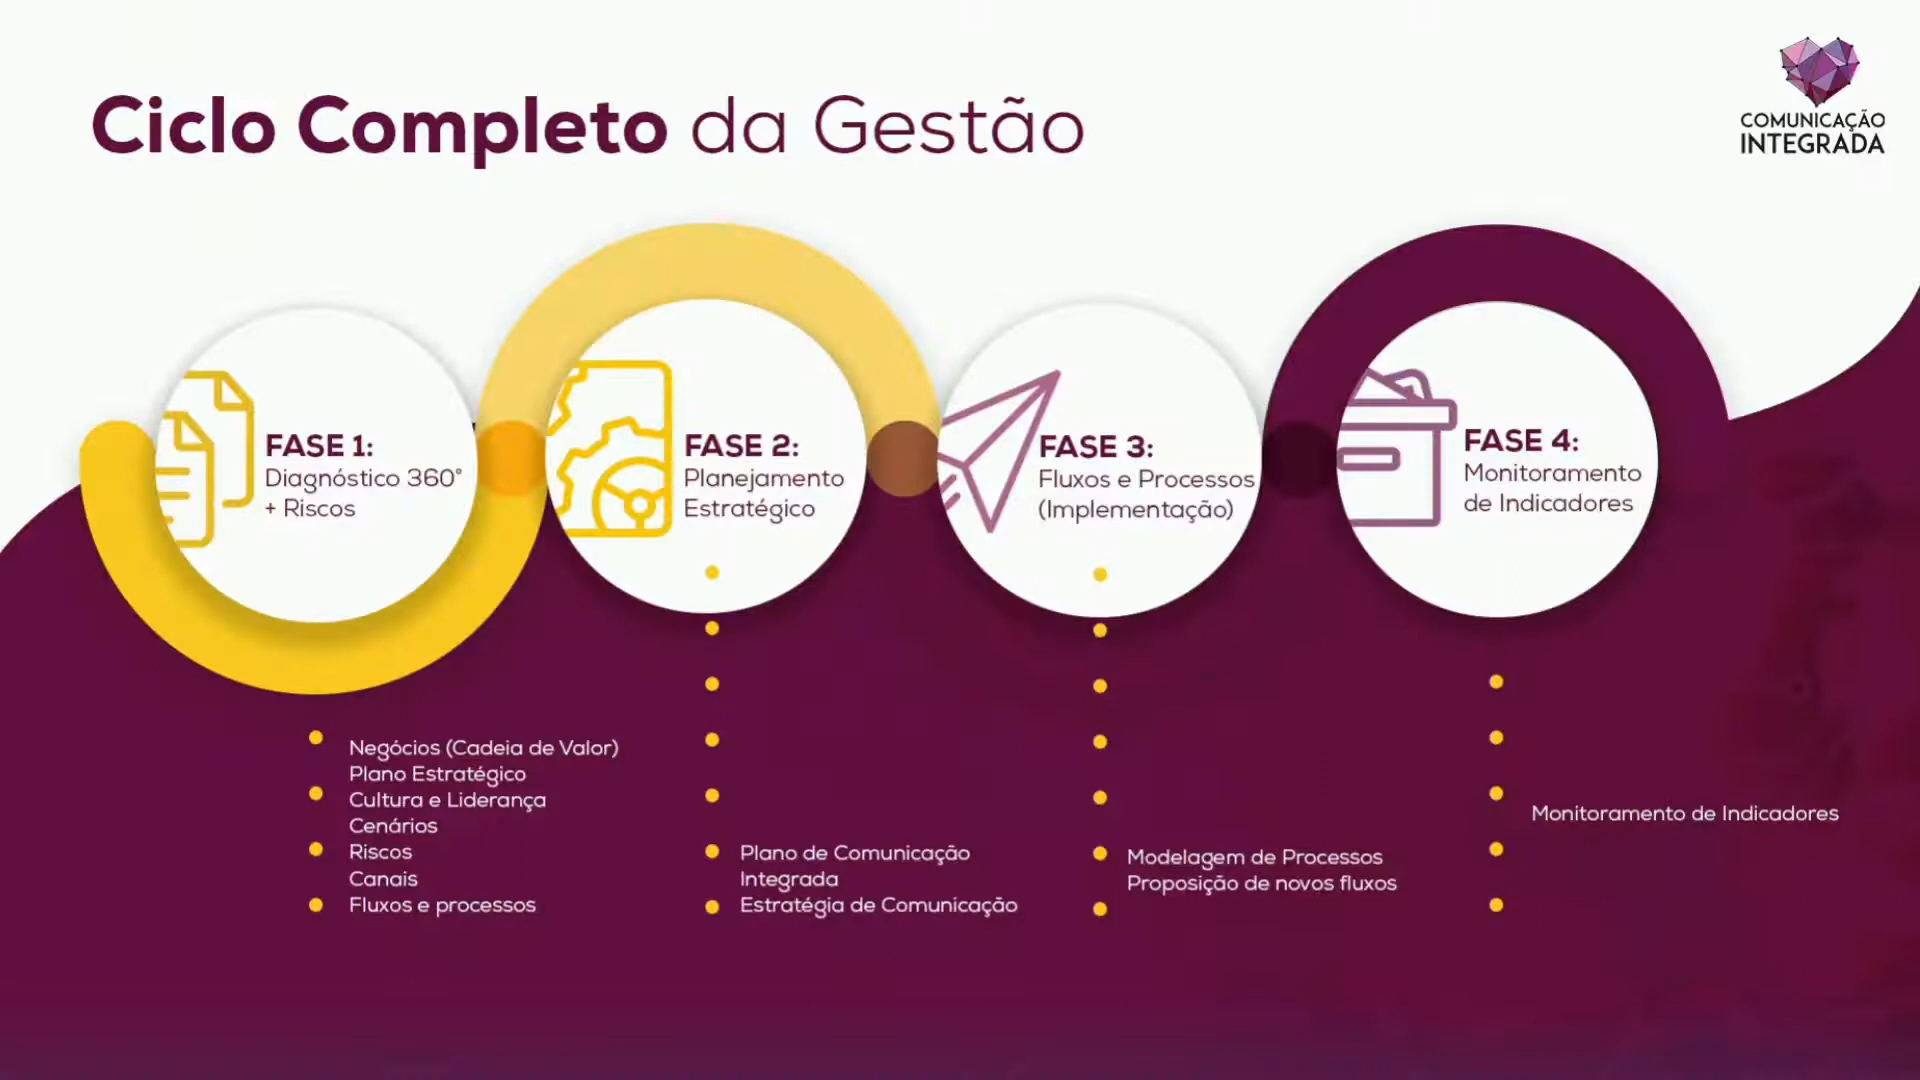 Ciclo Completo da Gestão
COMUNICAÇÃO
INTEGRADA
FASE 1:
Diagnóstico 360°
+ Riscos
FASE 2:
Planejamento
Estratégico
FASE 3:
Fluxos e Processos
(Implementação)
FASE 4:
Monitoramento
de Indicadores
Negócios (Cadeia de Valor)
Plano Estratégico
Cultura e Liderança
Cenários
Riscos
Canais
Fluxos e processos
Plano de Comunicação
Integrada
Estratégia de Comunicação
Modelagem de Processos
Proposição de novos fluxos
Monitoramento de Indicadores